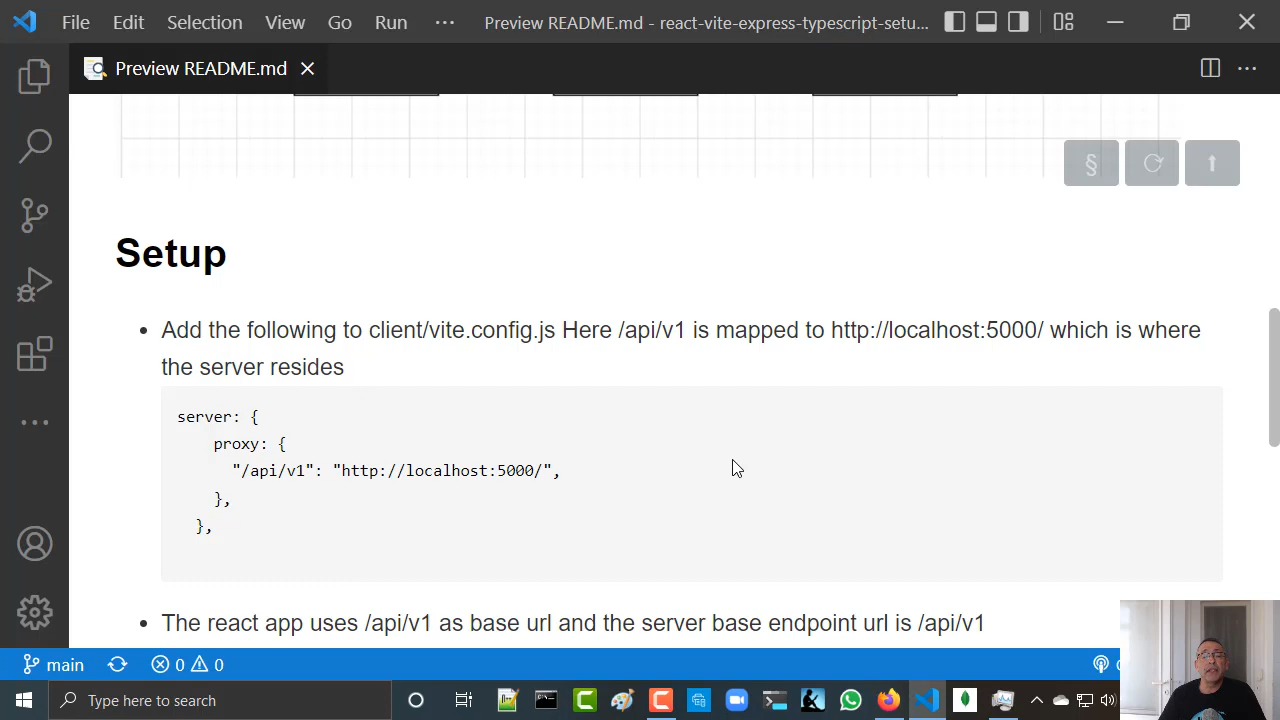 File Edit Selection View Go Run ··· Preview README.md - react-vite-express-typescript-setu...
Preview README.md
§
Setup
• Add the following to client/vite.config.js Here /api/v1 is mapped to http://localhost:5000/ which is where
the server resides
server: {
proxy: {
"/api/v1": "http://localhost:5000/",
},
},
• The react app uses /api/v1 as base url and the server base endpoint url is /api/v1
main 0 0
Type here to search